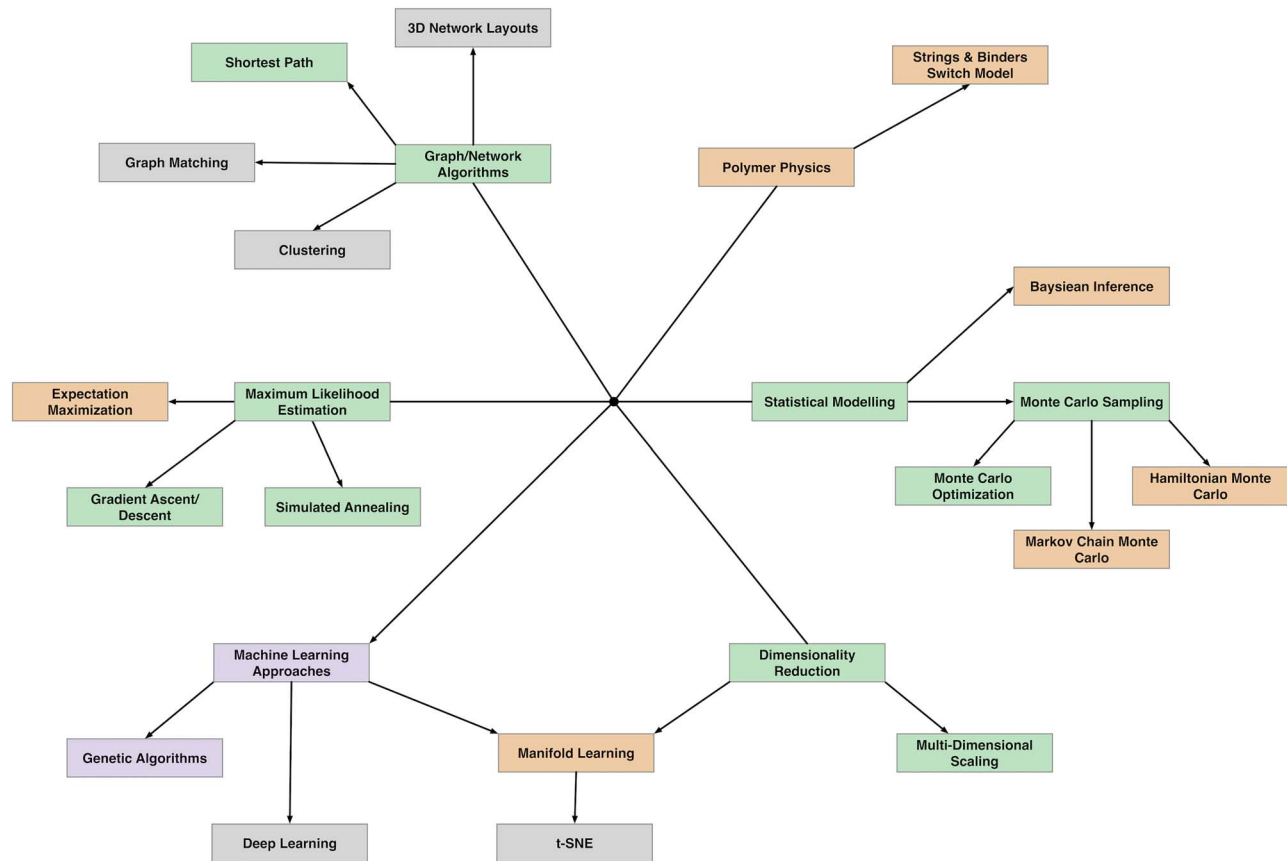 3D Network Layouts
Shortest Path
Strings & Binders
Switch Model
Graph Matching
Graph/Network
Algorithms
Polymer Physics
Clustering
Baysiean Inference
Expectation
Maximization
Maximum Likelihood
Estimation
Statistical Modelling
Monte Carlo Sampling
Gradient Ascent/
Descent
Simulated Annealing
Monte Carlo
Optimization
Hamiltonian Monte
Carlo
Markov Chain Monte
Carlo
Machine Learning
Approaches
Dimensionality
Reduction
Genetic Algorithms
Manifold Learning
Multi-Dimensional
Scaling
Deep Learning
t-SNE